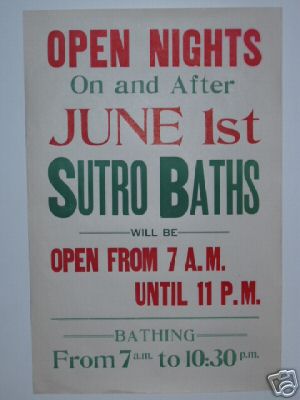 OPEN NIGHTS
On and After
JUNE 1st
SUTRO BATHS
WILL BE
OPEN FROM 7 A.M.
UNTIL 11 P.M.
BATHING
From 7 a.m. to 10:30 p.m.